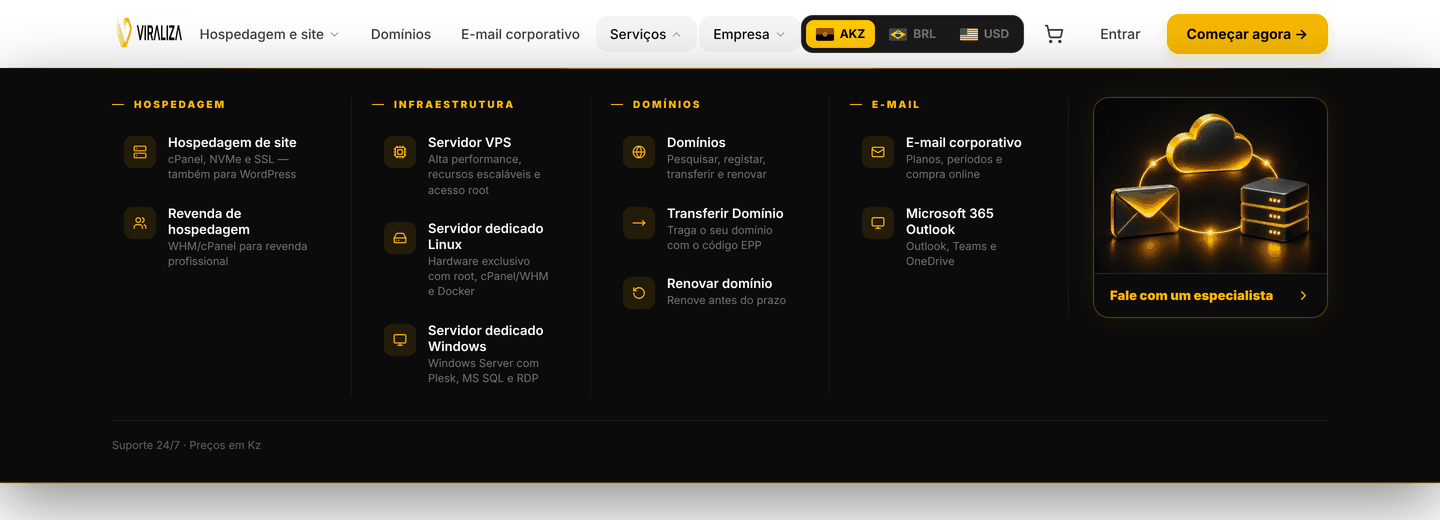 VIRALIZA
Hospedagem e site
Domínios
E-mail corporativo
Serviços
Empresa
AKZ
BRL
USD
Entrar
Começar agora →
HOSPEDAGEM
Hospedagem de site
cPanel, NVMe e SSL —
também para WordPress
Revenda de
hospedagem
WHM/cPanel para revenda
profissional
INFRAESTRUTURA
Servidor VPS
Alta performance,
recursos escaláveis e
acesso root
Servidor dedicado
Linux
Hardware exclusivo
com root, cPanel/WHM
e Docker
Servidor dedicado
Windows
Windows Server com
Plesk, MS SQL e RDP
DOMÍNIOS
Domínios
Pesquisar, registar,
transferir e renovar
Transferir Domínio
Traga o seu domínio
com o código EPP
Renovar domínio
Renove antes do prazo
E-MAIL
E-mail corporativo
Planos, períodos e
compra online
Microsoft 365
Outlook
Outlook, Teams e
OneDrive
Fale com um especialista
Suporte 24/7 · Preços em Kz